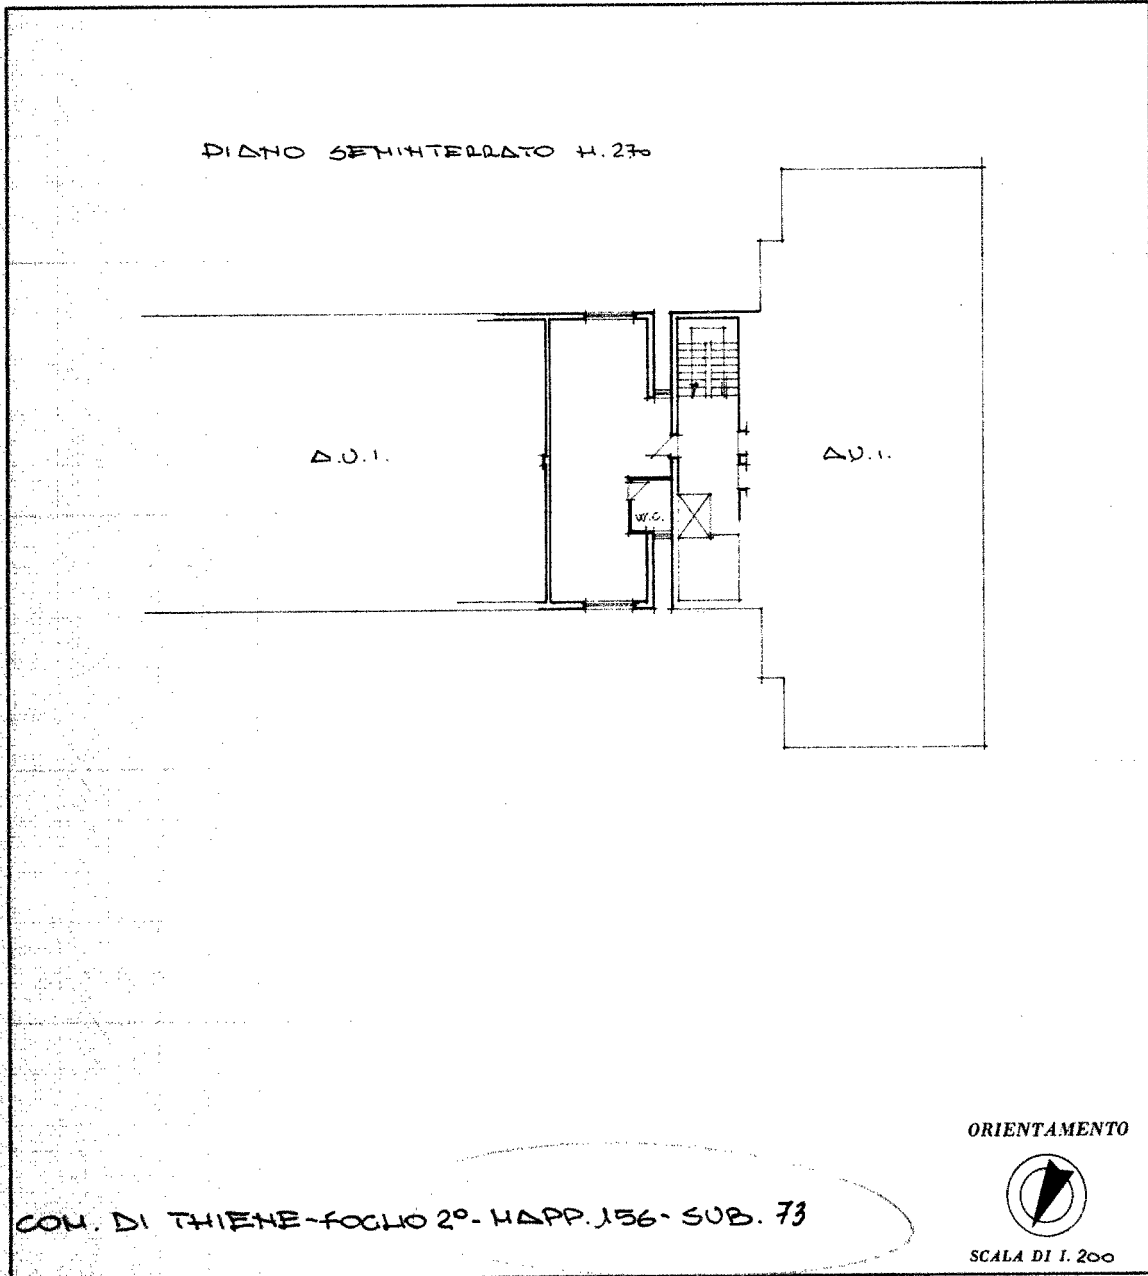 PIANO SEMINTERRATO H. 270
A.U.I.
A.U.I.
W.C.
ORIENTAMENTO
COM. DI THIENE-FOGLIO 2°- MAPP. 156- SUB. 73
SCALA DI 1. 200